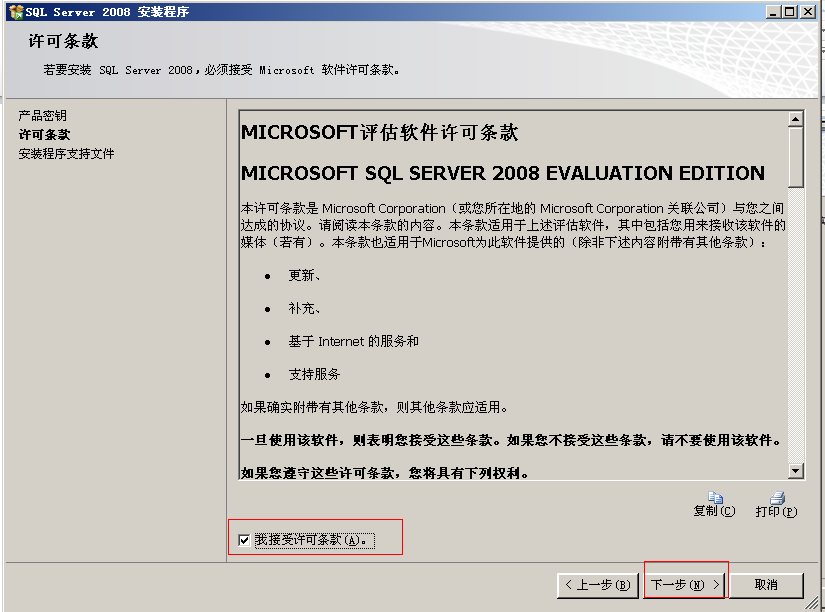 SQL Server 2008 安装程序
许可条款
若要安装 SQL Server 2008，必须接受 Microsoft 软件许可条款。
产品密钥
许可条款
安装程序支持文件
MICROSOFT评估软件许可条款
MICROSOFT SQL SERVER 2008 EVALUATION EDITION
本许可条款是 Microsoft Corporation（或您所在地的 Microsoft Corporation 关联公司）与您之间
达成的协议。请阅读本条款的内容。本条款适用于上述评估软件，其中包括您用来接收该软件的
媒体（若有）。本条款也适用于Microsoft为此软件提供的（除非下述内容附带有其他条款）：
• 更新、
• 补充、
• 基于 Internet 的服务和
• 支持服务
如果确实附带有其他条款，则其他条款应适用。
一旦使用该软件，则表明您接受这些条款。如果您不接受这些条款，请不要使用该软件。
如果您遵守这些许可条款，您将具有下列权利。
复制(C) 打印(P)
我接受许可条款(A)。
< 上一步(B) 下一步(N) > 取消